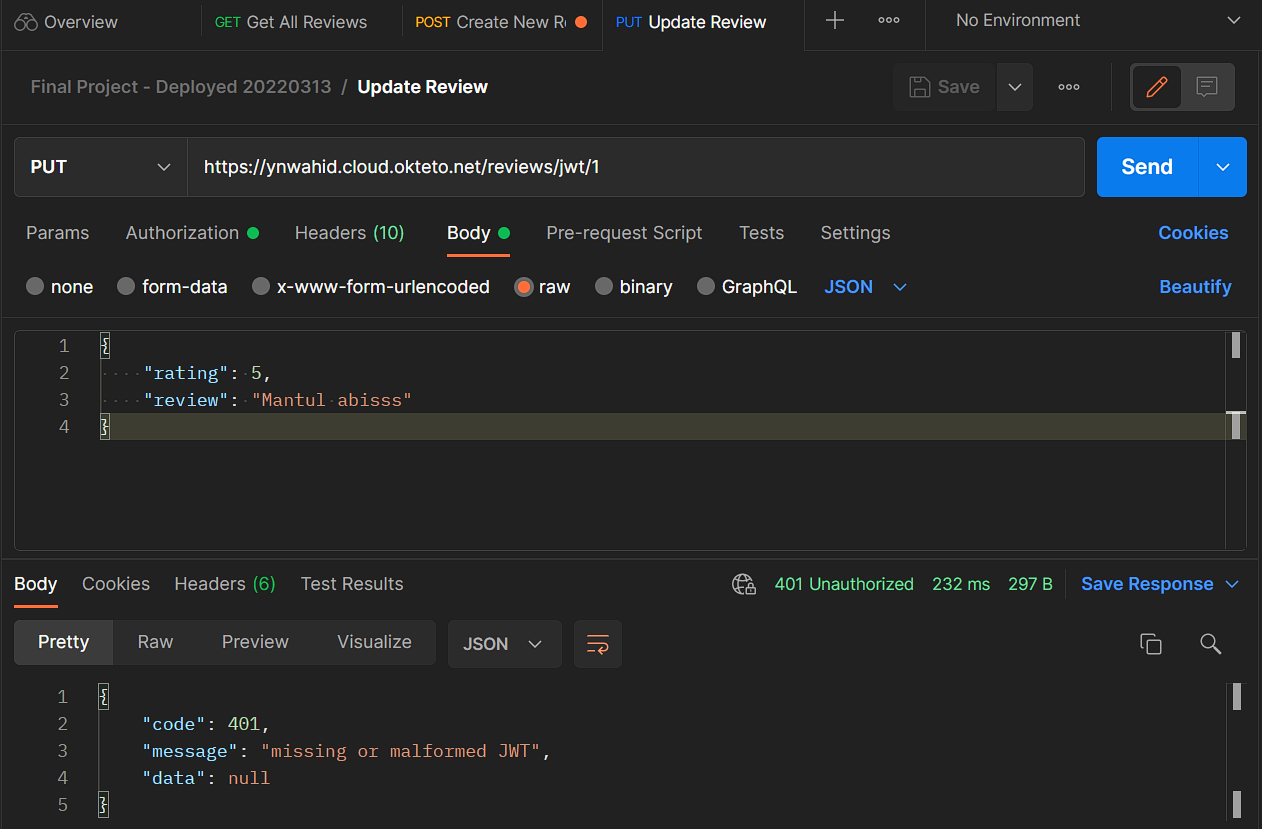 Overview GET Get All Reviews POST Create New Re PUT Update Review No Environment
Final Project - Deployed 20220313 / Update Review Save
PUT https://ynwahid.cloud.okteto.net/reviews/jwt/1 Send
Params Authorization Headers (10) Body Pre-request Script Tests Settings Cookies
none form-data x-www-form-urlencoded raw binary GraphQL JSON Beautify
1 {
2 "rating": 5,
3 "review": "Mantul abisss"
4 }
Body Cookies Headers (6) Test Results 401 Unauthorized 232 ms 297 B Save Response
Pretty Raw Preview Visualize JSON
1 {
2 "code": 401,
3 "message": "missing or malformed JWT",
4 "data": null
5 }